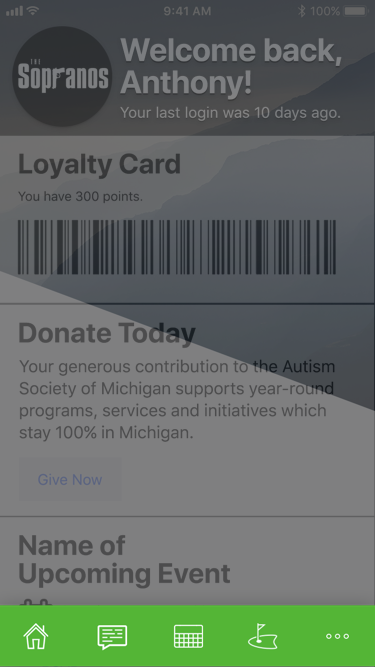 9:41 AM
100%
THE
Sopranos
Welcome back,
Anthony!
Your last login was 10 days ago.
Loyalty Card
You have 300 points.
Donate Today
Your generous contribution to the Autism
Society of Michigan supports year-round
programs, services and initiatives which
stay 100% in Michigan.
Give Now
Name of
Upcoming Event